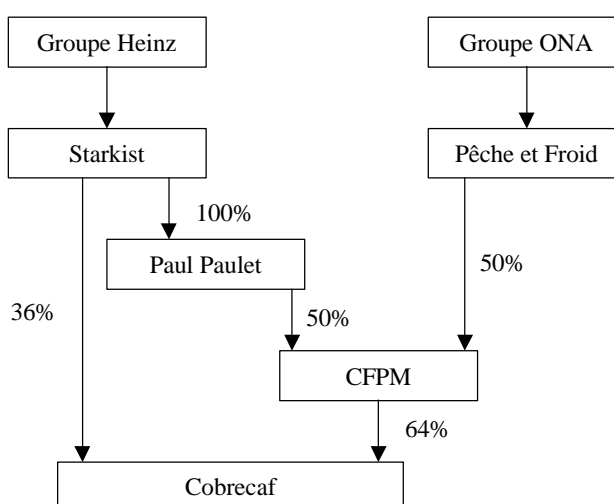 Groupe Heinz
Groupe ONA
Starkist
Pêche et Froid
100%
Paul Paulet
50%
36%
50%
CFPM
64%
Cobrecaf